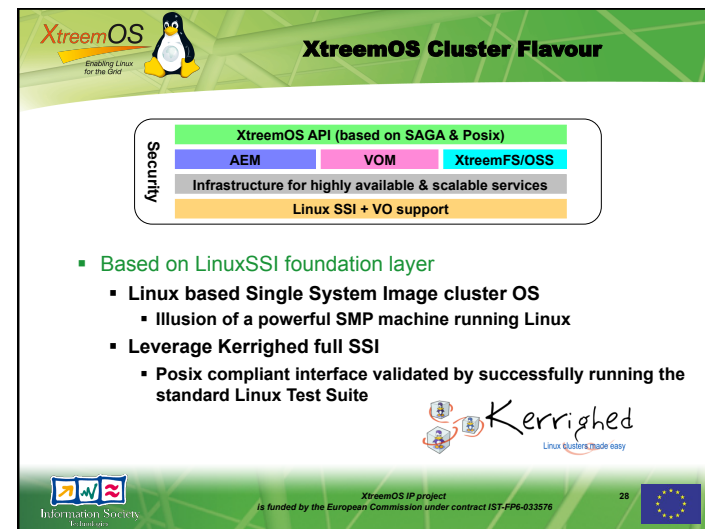 XtreemOS
Enabling Linux
for the Grid
XtreemOS Cluster Flavour
Security
XtreemOS API (based on SAGA & Posix)
AEM VOM XtreemFS/OSS
Infrastructure for highly available & scalable services
Linux SSI + VO support
▪ Based on LinuxSSI foundation layer
▪ Linux based Single System Image cluster OS
▪ Illusion of a powerful SMP machine running Linux
▪ Leverage Kerrighed full SSI
▪ Posix compliant interface validated by successfully running the
standard Linux Test Suite
Kerrighed
Linux clusters made easy
Information Society
Technologies
XtreemOS IP project
is funded by the European Commission under contract IST-FP6-033576
28